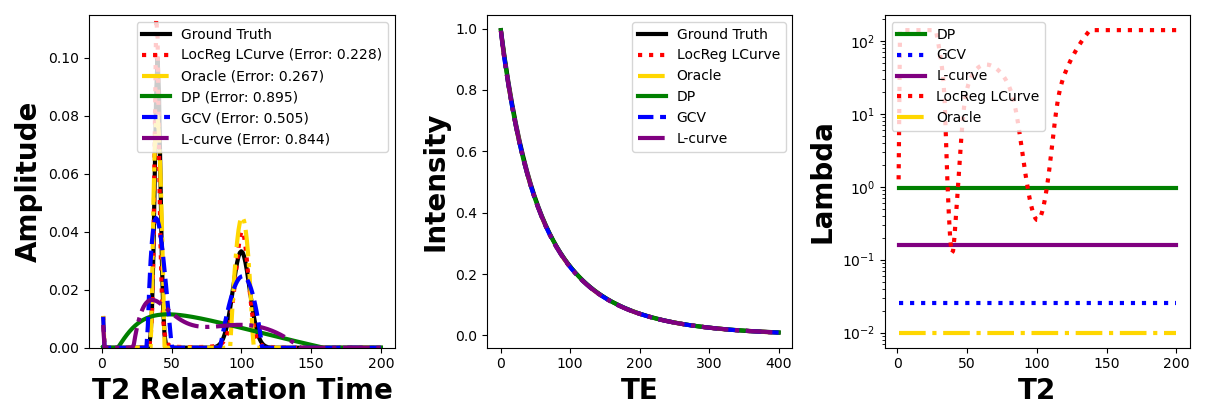 Amplitude
0.10
0.08
0.06
0.04
0.02
0.00
Ground Truth
LocReg LCurve (Error: 0.228)
Oracle (Error: 0.267)
DP (Error: 0.895)
GCV (Error: 0.505)
L-curve (Error: 0.844)
0 50 100 150 200
T2 Relaxation Time
Intensity
1.0
0.8
0.6
0.4
0.2
0.0
Ground Truth
LocReg LCurve
Oracle
DP
GCV
L-curve
0 100 200 300 400
TE
Lambda
10²
10¹
10⁰
10⁻¹
10⁻²
DP
GCV
L-curve
LocReg LCurve
Oracle
0 50 100 150 200
T2